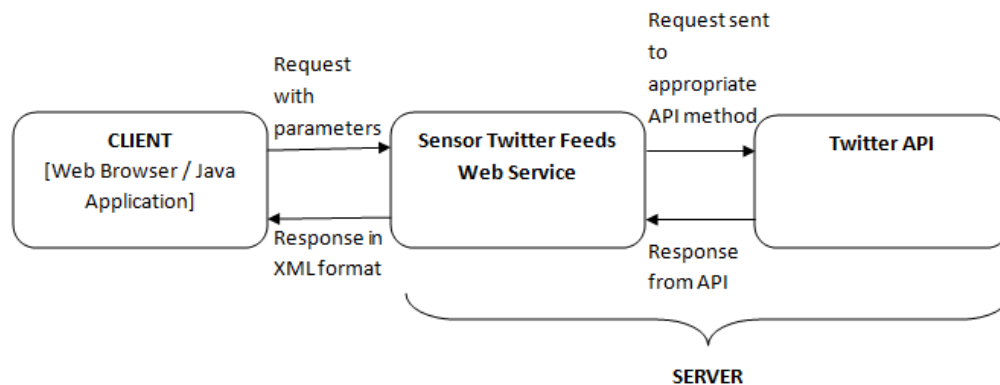 Request
with
parameters
Request sent
to
appropriate
API method
CLIENT
[Web Browser / Java
Application]
Sensor Twitter Feeds
Web Service
Twitter API
Response in
XML format
Response
from API
SERVER